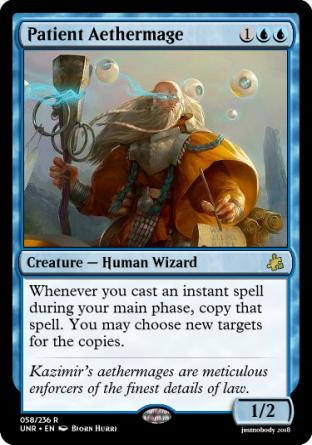 Patient Aethermage 1
Creature — Human Wizard
Whenever you cast an instant spell
during your main phase, copy that
spell. You may choose new targets
for the copies.
Kazimir's aethermages are meticulous
enforcers of the finest details of law.
1/2
058/236 R
UNR • EN Bjorn Hurri
justnobody 2018